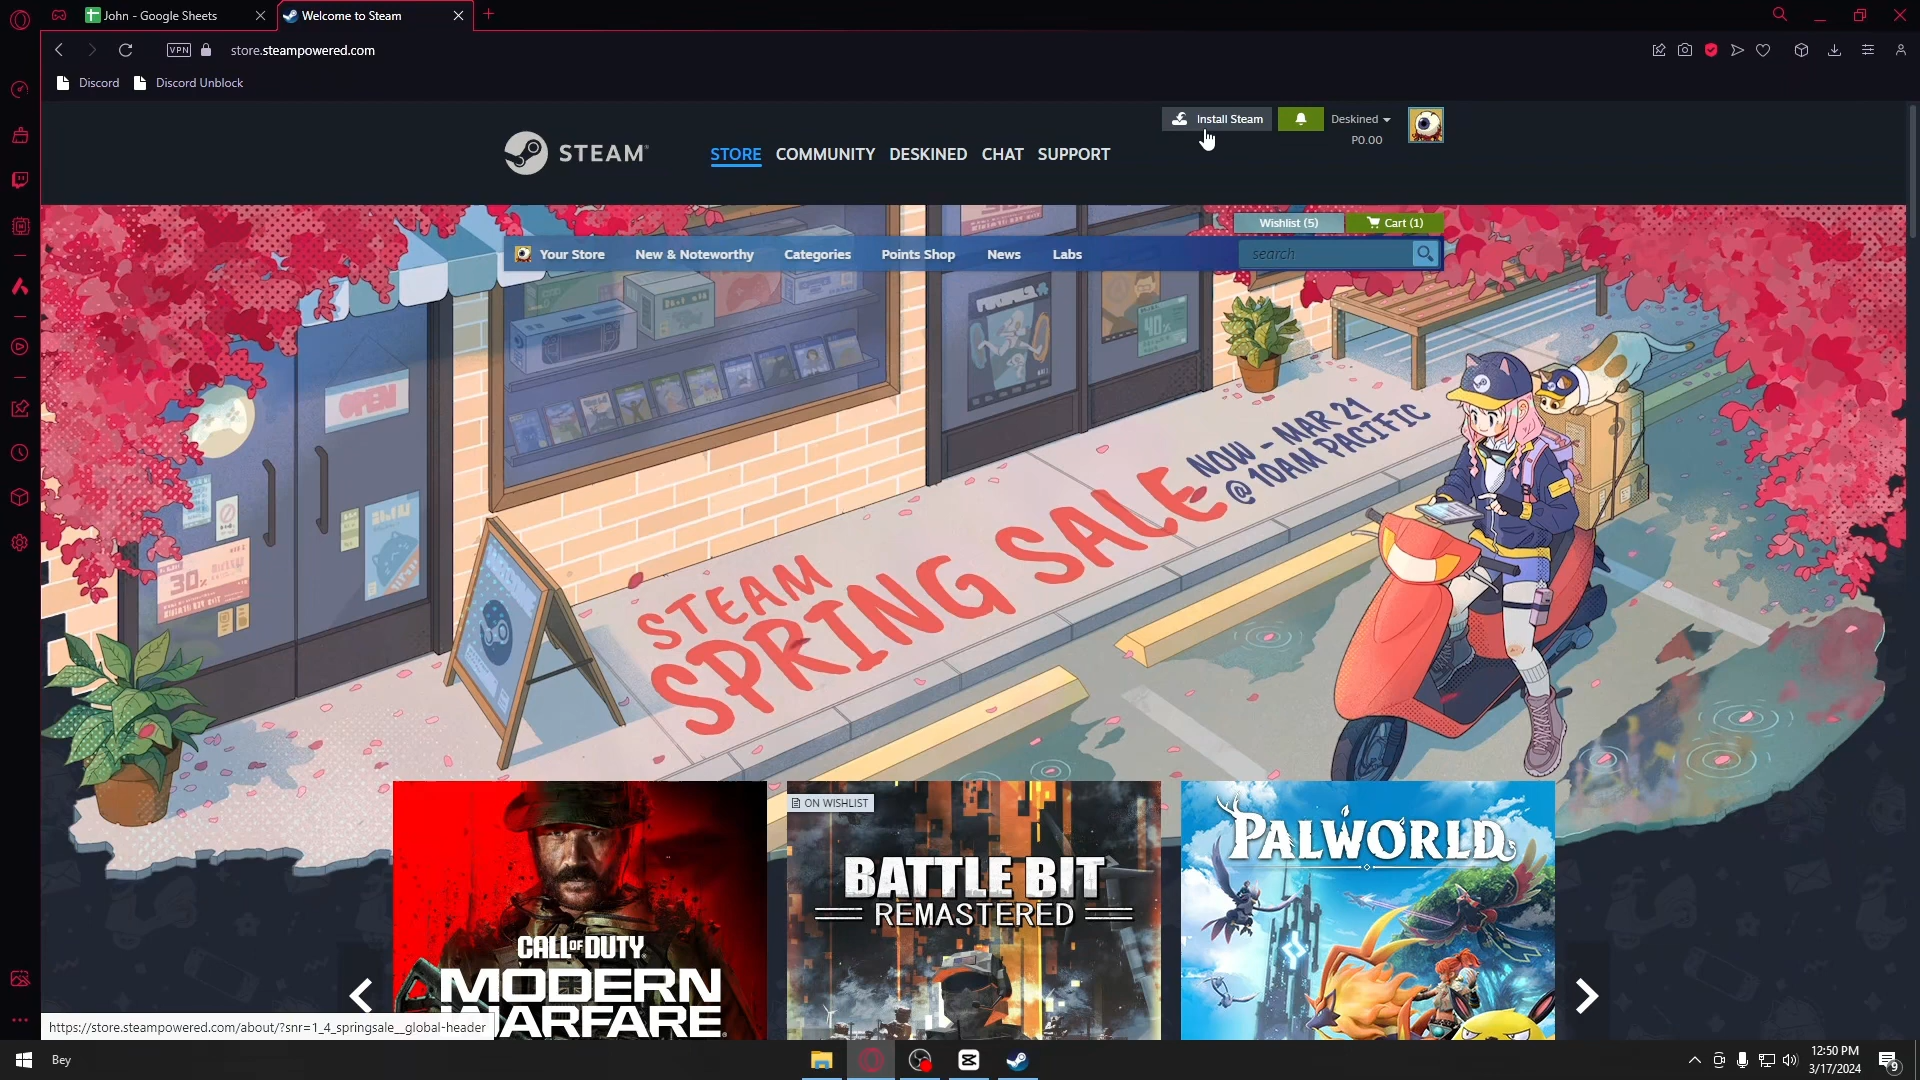 John - Google Sheets
Welcome to Steam
VPN
store.steampowered.com
Discord
Discord Unblock
Install Steam
Deskined
P0.00
STEAM
STORE
COMMUNITY
DESKINED
CHAT
SUPPORT
Wishlist (5)
Cart (1)
Your Store
New & Noteworthy
Categories
Points Shop
News
Labs
search
OPEN
40%
30%
NOW - MAR 21
@ 10AM PACIFIC
STEAM
SPRING SALE
ON WISHLIST
CALL OF DUTY
MODERN
WARFARE
BATTLE BIT
REMASTERED
PALWORLD
https://store.steampowered.com/about/?snr=1_4_springsale__global-header
Bey
12:50 PM
3/17/2024
9